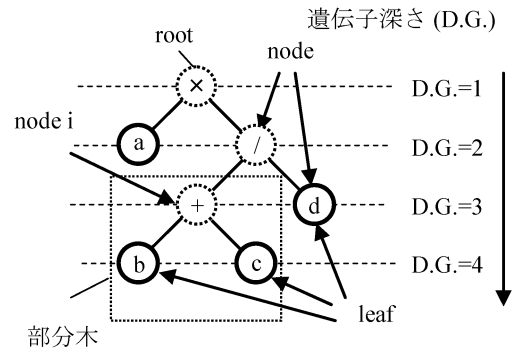 遺伝子深さ (D.G.)
root
node
×
D.G.=1
node i
a
/
D.G.=2
+
d
D.G.=3
b
c
D.G.=4
leaf
部分木